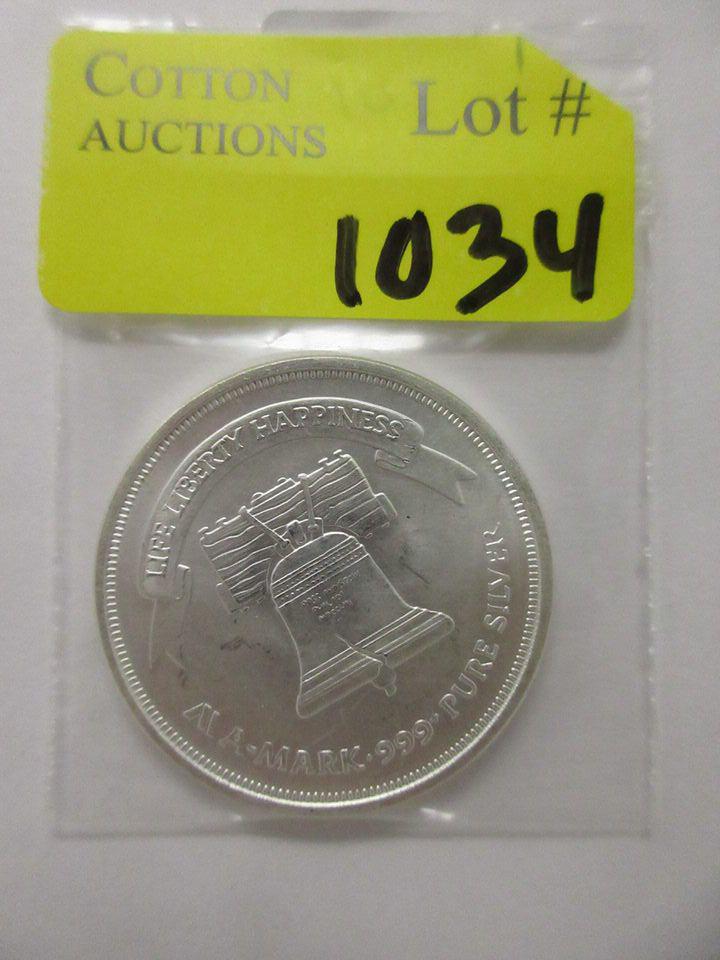 COTTON
AUCTIONS
Lot #
1034
LIFE LIBERTY HAPPINESS
A-MARK · 999+ PURE SILVER